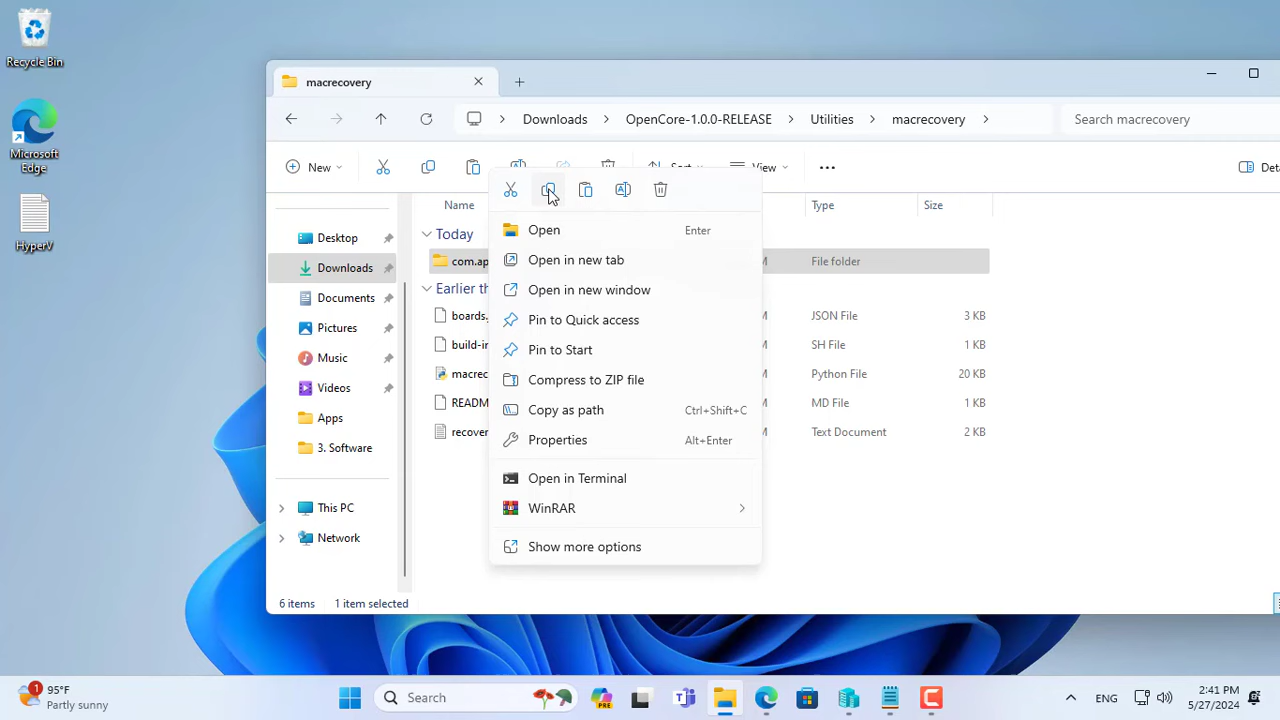 Recycle Bin
Microsoft Edge
HyperV
macrecovery
Downloads
OpenCore-1.0.0-RELEASE
Utilities
macrecovery
Search macrecovery
New
Sort
View
Name
Type
Size
Desktop
Downloads
Documents
Pictures
Music
Videos
Apps
3. Software
This PC
Network
Today
com.ap
File folder
Earlier th
boards.
JSON File
3 KB
build-in
SH File
1 KB
macrec
Python File
20 KB
READ
MD File
1 KB
recover
Text Document
2 KB
Open
Enter
Open in new tab
Open in new window
Pin to Quick access
Pin to Start
Compress to ZIP file
Copy as path
Ctrl+Shift+C
Properties
Alt+Enter
Open in Terminal
WinRAR
Show more options
6 items
1 item selected
1
95°F
Partly sunny
Search
PRE
ENG
2:41 PM
5/27/2024